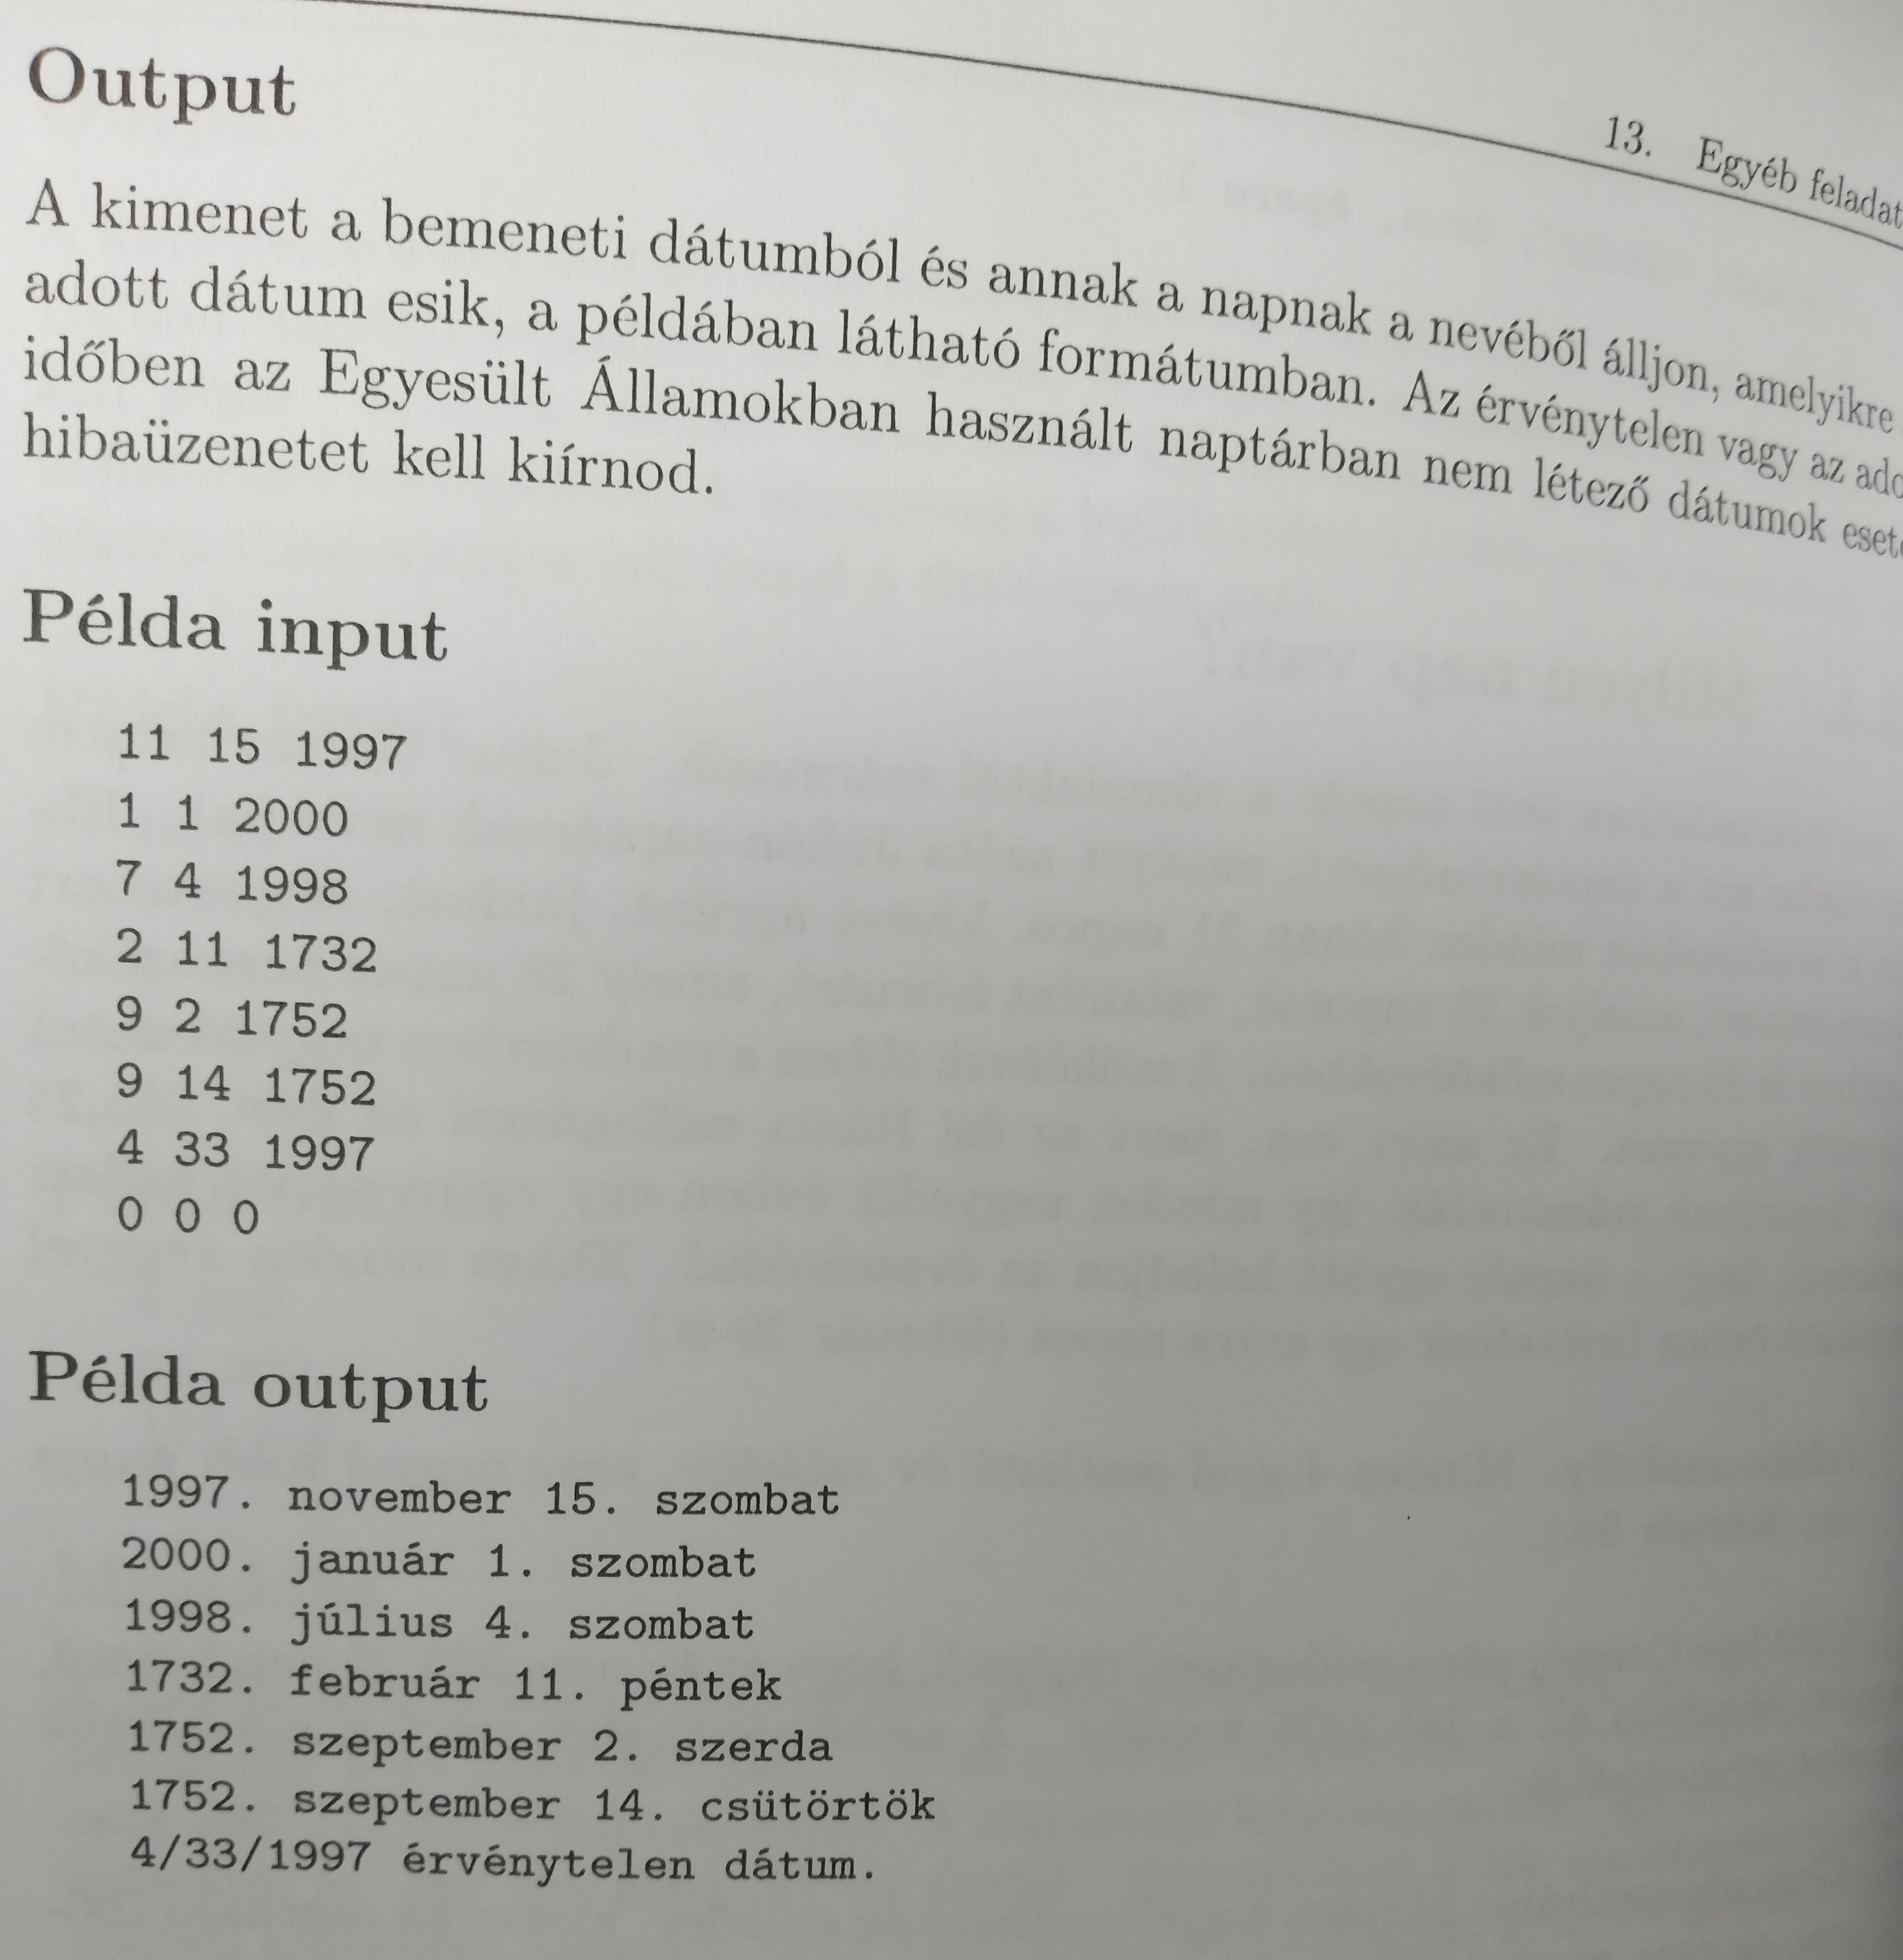 13. Egyéb
Output
A kimenet a bemeneti dátumból és annak a napnak a nevéből álljon, amelyikre
adott dátum esik, a példában látható formátumban. Az érvénytelen vagy az
időben az Egyesült Államokban használt naptárban nem létező dátumok
hibaüzenetet kell kiírnod.
Példa input
11 15 1997
1 1 2000
7 4 1998
2 11 1732
9 2 1752
9 14 1752
4 33 1997
0 0 0
Példa output
1997. november 15. szombat
2000. január 1. szombat
1998. július 4. szombat
1732. február 11. péntek
1752. szeptember 2. szerda
1752. szeptember 14. csütörtök
4/33/1997 érvénytelen dátum.